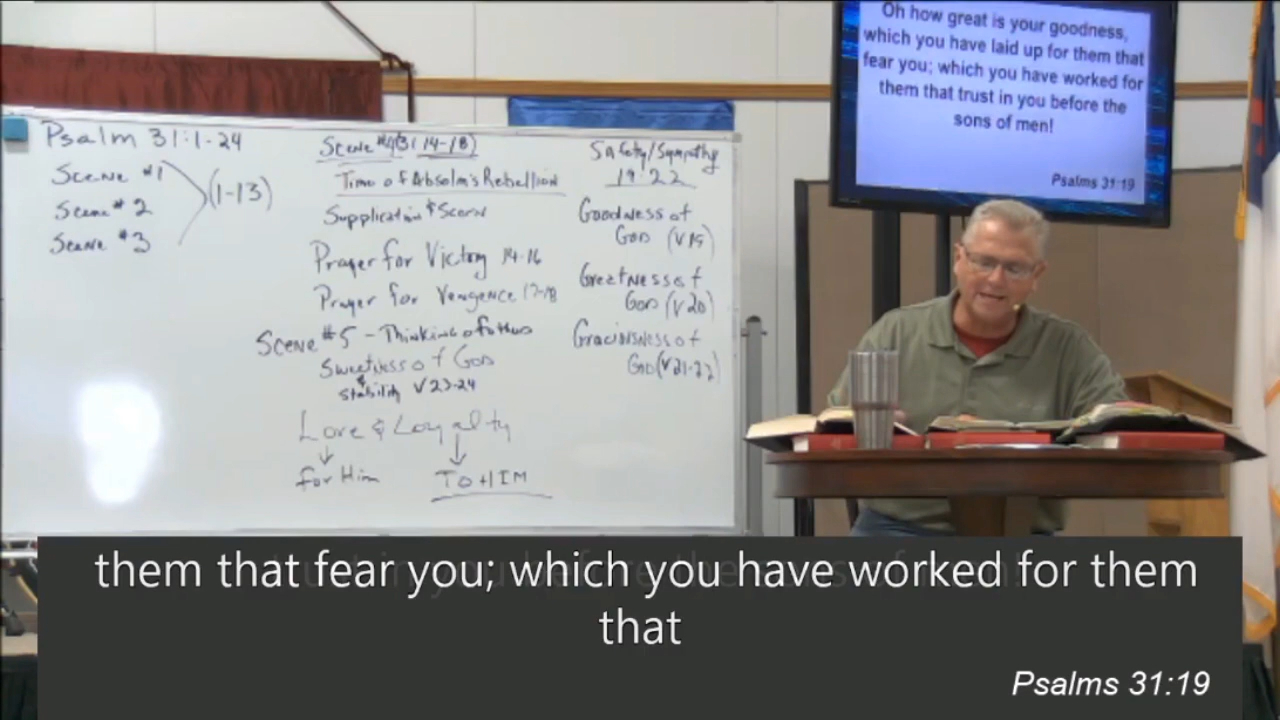 Oh how great is your goodness,
which you have laid up for them that
fear you; which you have worked for
them that trust in you before the
sons of men!
Psalms 31:19
Psalm 31:1-24
Scene #1
Scene #2
Scene #3
(1-13)
Scene #4 (31:14-18)
Time of Absolm's Rebellion
Supplication & Scorn
Prayer for Victory 14-16
Prayer for Vengence 17-18
Scene #5 - Thinking of others
Sweetness of God
& Stability V 23-24
Love & Loyalty
↓ ↓
for Him To HIM
Safety/Sympathy
19-22
Goodness of
God (V19)
Greatness of
God (V20)
Graciousness of
God (V21-22)
them that fear you; which you have worked for them
that
Psalms 31:19